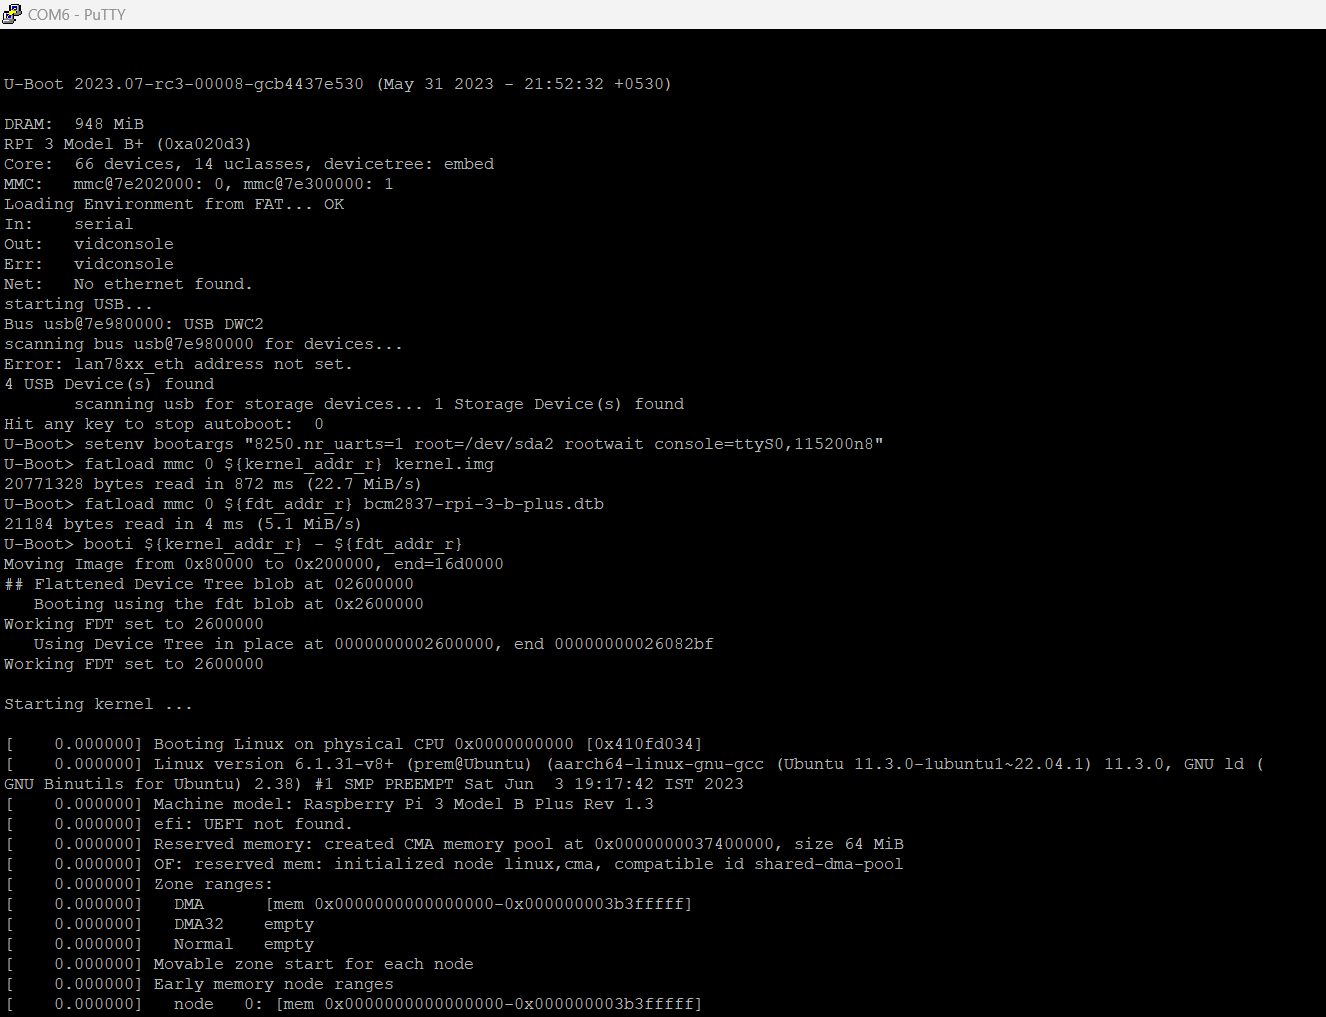 COM6 - PuTTY
U-Boot 2023.07-rc3-00008-gcb4437e530 (May 31 2023 - 21:52:32 +0530)
DRAM:  948 MiB
RPI 3 Model B+ (0xa020d3)
Core:  66 devices, 14 uclasses, devicetree: embed
MMC:   mmc@7e202000: 0, mmc@7e300000: 1
Loading Environment from FAT... OK
In:    serial
Out:   vidconsole
Err:   vidconsole
Net:   No ethernet found.
starting USB...
Bus usb@7e980000: USB DWC2
scanning bus usb@7e980000 for devices...
Error: lan78xx_eth address not set.
4 USB Device(s) found
       scanning usb for storage devices... 1 Storage Device(s) found
Hit any key to stop autoboot:  0
U-Boot> setenv bootargs "8250.nr_uarts=1 root=/dev/sda2 rootwait console=ttyS0,115200n8"
U-Boot> fatload mmc 0 ${kernel_addr_r} kernel.img
20771328 bytes read in 872 ms (22.7 MiB/s)
U-Boot> fatload mmc 0 ${fdt_addr_r} bcm2837-rpi-3-b-plus.dtb
21184 bytes read in 4 ms (5.1 MiB/s)
U-Boot> booti ${kernel_addr_r} - ${fdt_addr_r}
Moving Image from 0x80000 to 0x200000, end=16d0000
## Flattened Device Tree blob at 02600000
   Booting using the fdt blob at 0x2600000
Working FDT set to 2600000
   Using Device Tree in place at 0000000002600000, end 00000000026082bf
Working FDT set to 2600000
Starting kernel ...
[    0.000000] Booting Linux on physical CPU 0x0000000000 [0x410fd034]
[    0.000000] Linux version 6.1.31-v8+ (prem@Ubuntu) (aarch64-linux-gnu-gcc (Ubuntu 11.3.0-1ubuntu1~22.04.1) 11.3.0, GNU ld (
GNU Binutils for Ubuntu) 2.38) #1 SMP PREEMPT Sat Jun  3 19:17:42 IST 2023
[    0.000000] Machine model: Raspberry Pi 3 Model B Plus Rev 1.3
[    0.000000] efi: UEFI not found.
[    0.000000] Reserved memory: created CMA memory pool at 0x0000000037400000, size 64 MiB
[    0.000000] OF: reserved mem: initialized node linux,cma, compatible id shared-dma-pool
[    0.000000] Zone ranges:
[    0.000000]   DMA      [mem 0x0000000000000000-0x000000003b3fffff]
[    0.000000]   DMA32    empty
[    0.000000]   Normal   empty
[    0.000000] Movable zone start for each node
[    0.000000] Early memory node ranges
[    0.000000]   node   0: [mem 0x0000000000000000-0x000000003b3fffff]